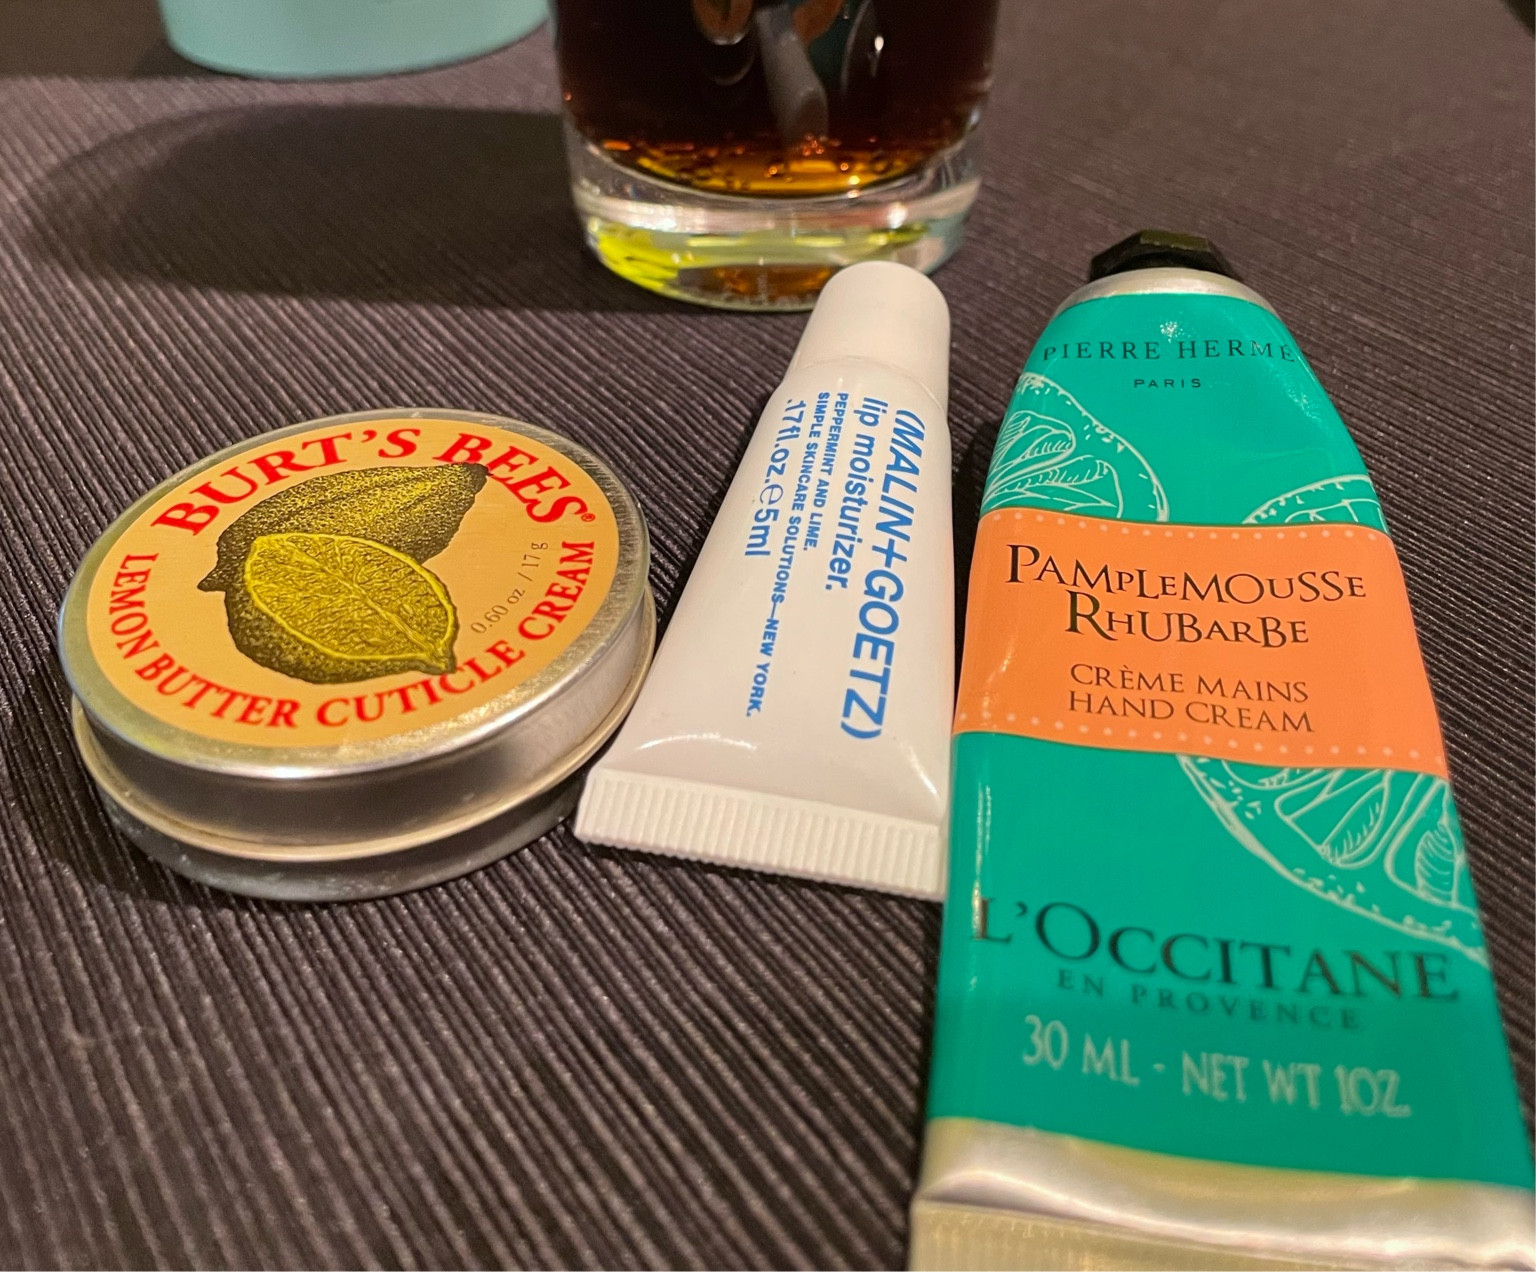 BURT'S BEES®
0.60 oz / 17 g
LEMON BUTTER CUTICLE CREAM
(MALIN+GOETZ)
lip moisturizer.
PEPPERMINT AND LIME.
SIMPLE SKINCARE SOLUTIONS—NEW YORK.
.17fl.oz.℮5ml
PIERRE HERMÉ
PARIS
PAMPLEMOUSSE
RHUBARBE
CRÈME MAINS
HAND CREAM
L'OCCITANE
EN PROVENCE
30 ML - NET WT 1OZ.